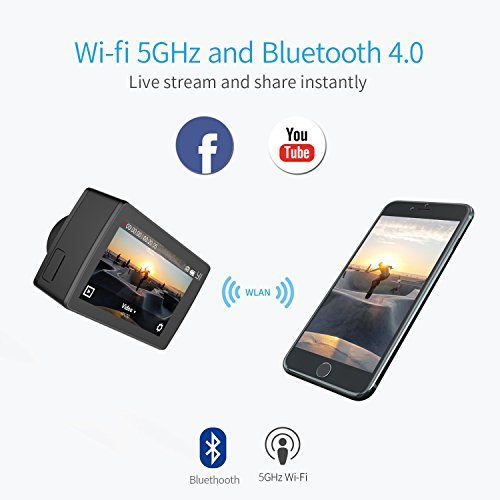 Wi-fi 5GHz and Bluetooth 4.0
Live stream and share instantly
f
You
Tube
Video
WLAN
Bluethooth
5GHz Wi-Fi